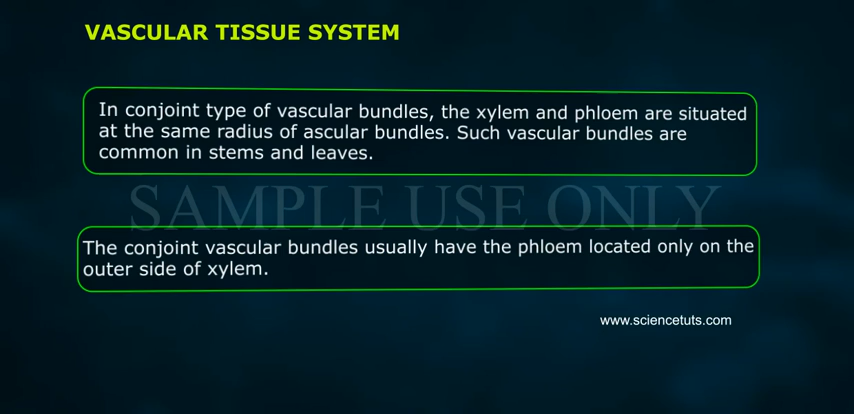 VASCULAR TISSUE SYSTEM
In conjoint type of vascular bundles, the xylem and phloem are situated
at the same radius of ascular bundles. Such vascular bundles are
common in stems and leaves.
SAMPLE USE ONLY
The conjoint vascular bundles usually have the phloem located only on the
outer side of xylem.
www.sciencetuts.com